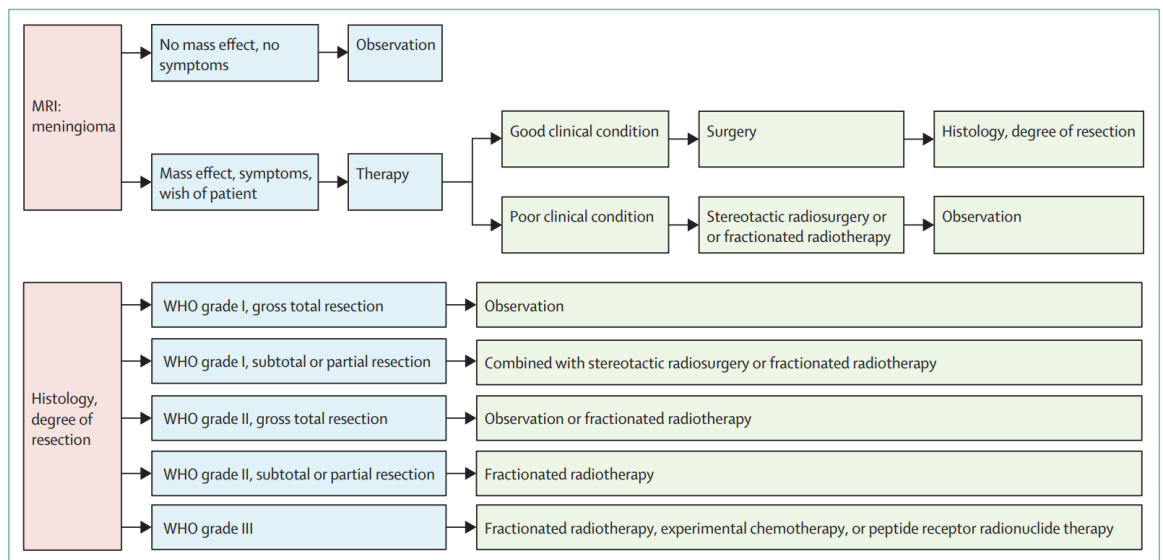 No mass effect, no
symptoms
Observation
MRI:
meningioma
Mass effect, symptoms,
wish of patient
Therapy
Good clinical condition
Surgery
Histology, degree of resection
Poor clinical condition
Stereotactic radiosurgery or
or fractionated radiotherapy
Observation
Histology,
degree of
resection
WHO grade I, gross total resection
Observation
WHO grade I, subtotal or partial resection
Combined with stereotactic radiosurgery or fractionated radiotherapy
WHO grade II, gross total resection
Observation or fractionated radiotherapy
WHO grade II, subtotal or partial resection
Fractionated radiotherapy
WHO grade III
Fractionated radiotherapy, experimental chemotherapy, or peptide receptor radionuclide therapy